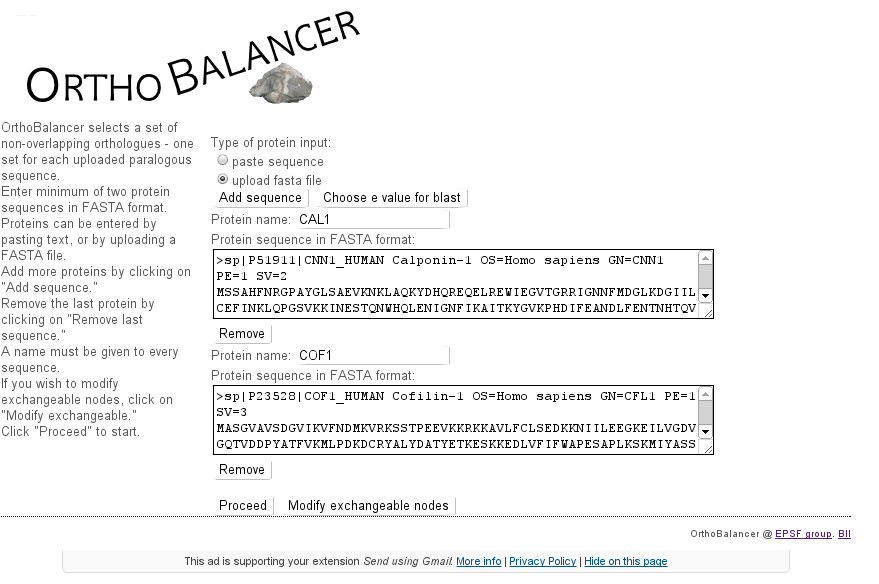 ORTHO BALANCER
OrthoBalancer selects a set of
non-overlapping orthologues - one
set for each uploaded paralogous
sequence.
Enter minimum of two protein
sequences in FASTA format.
Proteins can be entered by
pasting text, or by uploading a
FASTA file.
Add more proteins by clicking on
"Add sequence."
Remove the last protein by
clicking on "Remove last
sequence."
A name must be given to every
sequence.
If you wish to modify
exchangeable nodes, click on
"Modify exchangeable."
Click "Proceed" to start.
Type of protein input:
paste sequence
upload fasta file
Add sequence Choose e value for blast
Protein name: CAL1
Protein sequence in FASTA format:
>sp|P51911|CNN1_HUMAN Calponin-1 OS=Homo sapiens GN=CNN1
PE=1 SV=2
MSSAHFNRGPAYGLSAEVKNKLAQKYDHQREQELREWIEGVTGRRIGNNFMDGLKDGIIL
CEFINKLQPGSVKKINESTQNWHQLENIGNFIKAITKYGVKPHDIFEANDLFENTNHTQV
Remove
Protein name: COF1
Protein sequence in FASTA format:
>sp|P23528|COF1_HUMAN Cofilin-1 OS=Homo sapiens GN=CFL1 PE=1
SV=3
MASGVAVSDGVIKVFNDMKVRKSSTPEEVKKRKKAVLFCLSEDKKNIILEEGKEILVGDV
GQTVDDPYATFVKMLPDKDCRYALYDATYETKESKKEDLVFIFWAPESAPLKSKMIYASS
Remove
Proceed Modify exchangeable nodes
OrthoBalancer @ EPSF group. BII
This ad is supporting your extension Send using Gmail: More info | Privacy Policy | Hide on this page